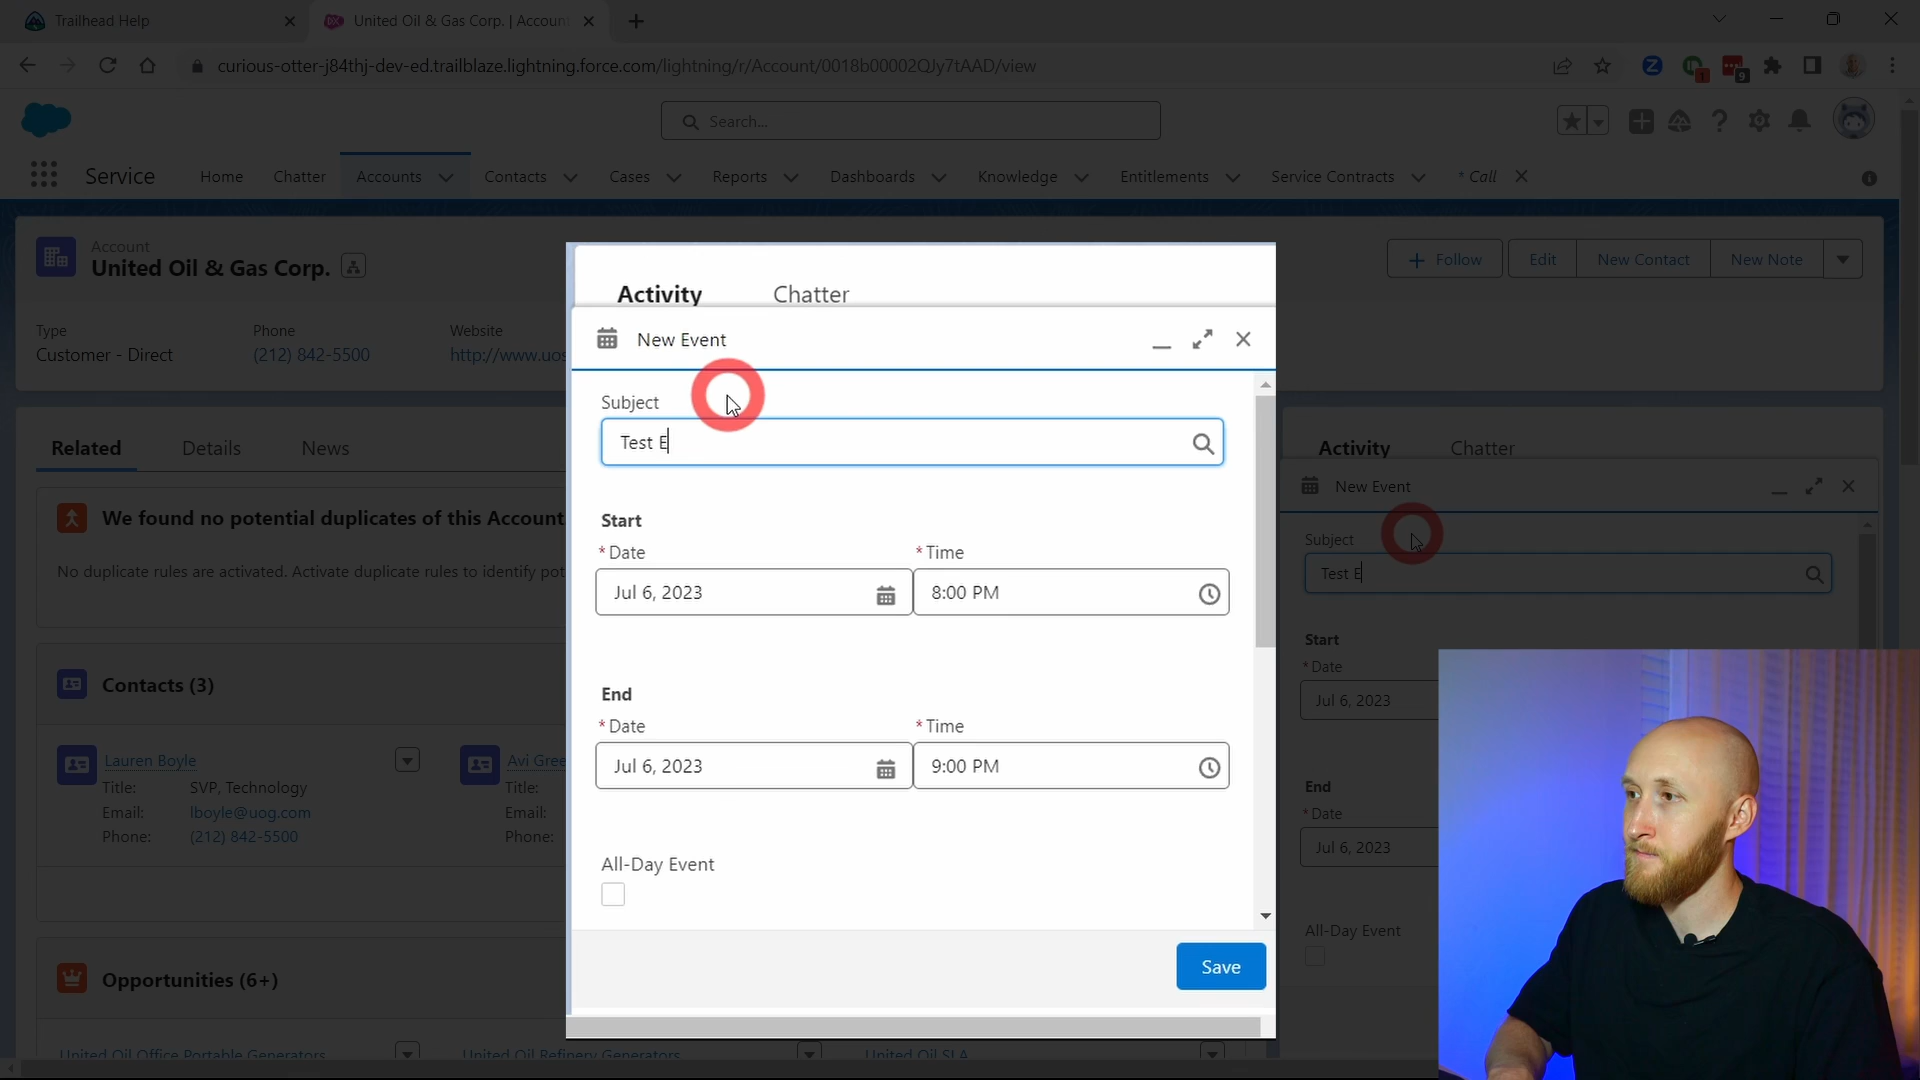 Trailhead Help
United Oil & Gas Corp. | Account
curious-otter-j84thj-dev-ed.trailblaze.lightning.force.com/lightning/r/Account/0018b00002QJy7tAAD/view
1
9
Search...
Service
Home
Chatter
Accounts
Contacts
Cases
Reports
Dashboards
Knowledge
Entitlements
Service Contracts
* Call
Account
United Oil & Gas Corp.
Follow
Edit
New Contact
New Note
Type
Customer - Direct
Phone
(212) 842-5500
Website
http://www.uos
Related
Details
News
We found no potential duplicates of this Account
No duplicate rules are activated. Activate duplicate rules to identify pot
Contacts (3)
Lauren Boyle
Title: SVP, Technology
Email: lboyle@uog.com
Phone: (212) 842-5500
Avi Gree
Title:
Email:
Phone:
Opportunities (6+)
United Oil Office Portable Generators
United Oil Refinery Generators
United Oil SLA
Activity
Chatter
New Event
Subject
Test E
Start
* Date
* Time
Jul 6, 2023
8:00 PM
End
* Date
* Time
Jul 6, 2023
9:00 PM
All-Day Event
Save
Activity
Chatter
New Event
Subject
Test E
Start
* Date
Jul 6, 2023
End
* Date
Jul 6, 2023
All-Day Event